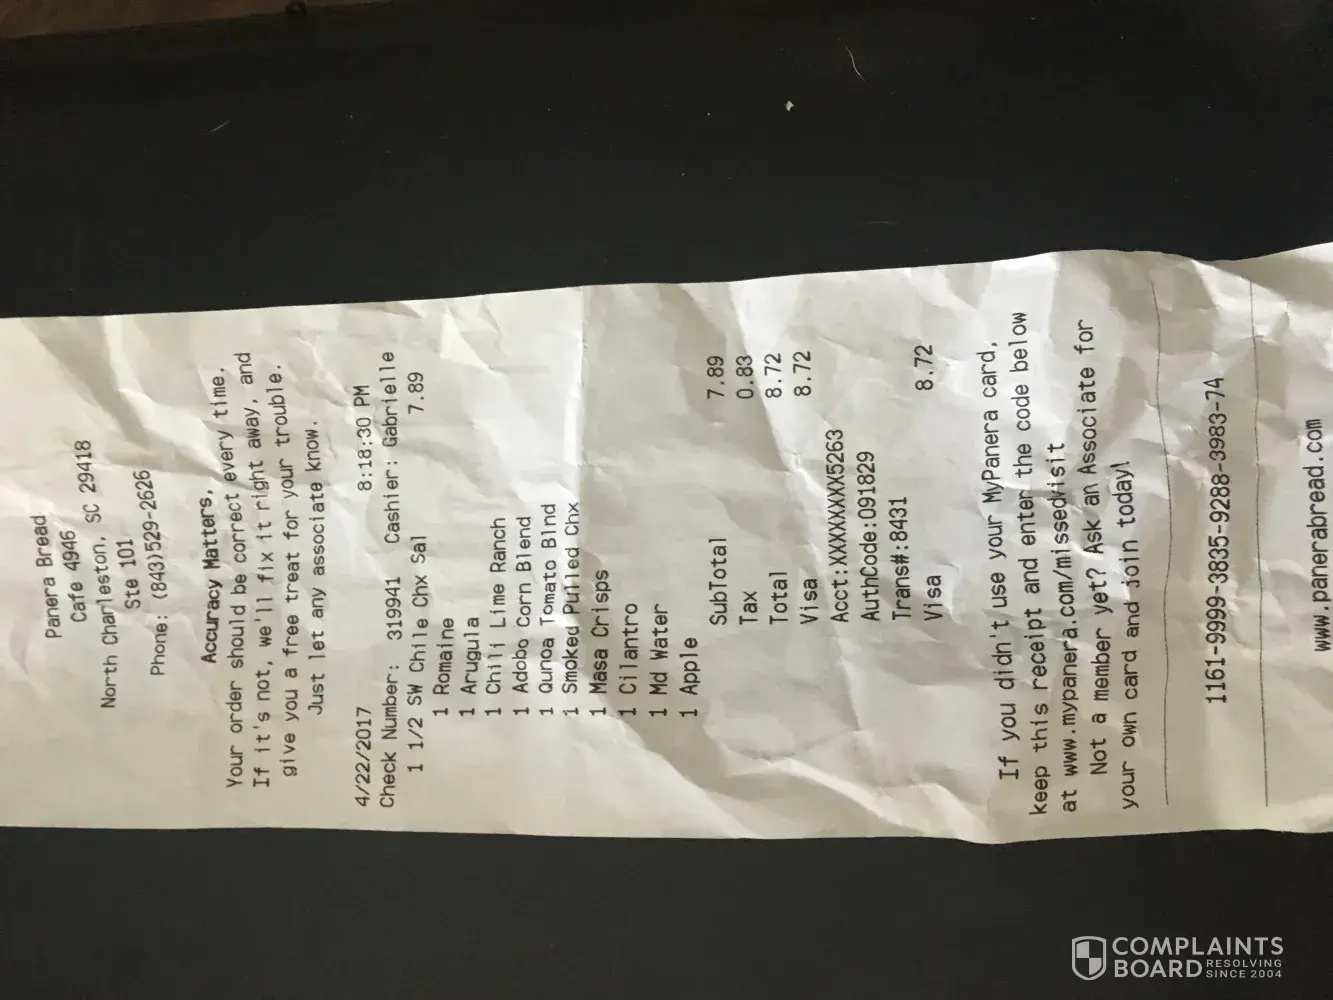 Panera Bread
Cafe 4946
North Charleston, SC 29418
Ste 101
Phone: (843)529-2626
Accuracy Matters,
Your order should be correct every time.
If it's not, we'll fix it right away, and
give you a free treat for your trouble.
Just let any associate know.
4/22/2017 8:18:30 PM
Check Number: 319941 Cashier: Gabrielle
1 1/2 SW Chile Chx Sal 7.89
1 Romaine
1 Arugula
1 Chili Lime Ranch
1 Adobo Corn Blend
1 Qunoa Tomato Blnd
1 Smoked Pulled Chx
1 Masa Crisps
1 Cilantro
1 Md Water
1 Apple
SubTotal 7.89
Tax 0.83
Total 8.72
Visa 8.72
Acct:XXXXXXXX5263
AuthCode:091829
Trans#:8431
Visa 8.72
If you didn't use your MyPanera card,
keep this receipt and enter the code below
at www.mypanera.com/missedvisit
Not a member yet? Ask an Associate for
your own card and join today!
1161-9999-3835-9288-3983-74
www.panerabread.com
COMPLAINTS
BOARD RESOLVING
SINCE 2004